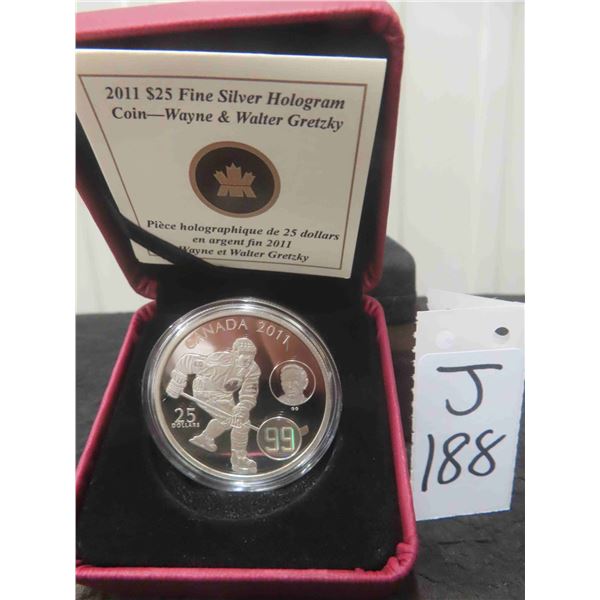 2011 $25 Fine Silver Hologram
Coin—Wayne & Walter Gretzky
Pièce holographique de 25 dollars
en argent fin 2011
Wayne et Walter Gretzky
CANADA 2011
25
DOLLARS
99
J
188